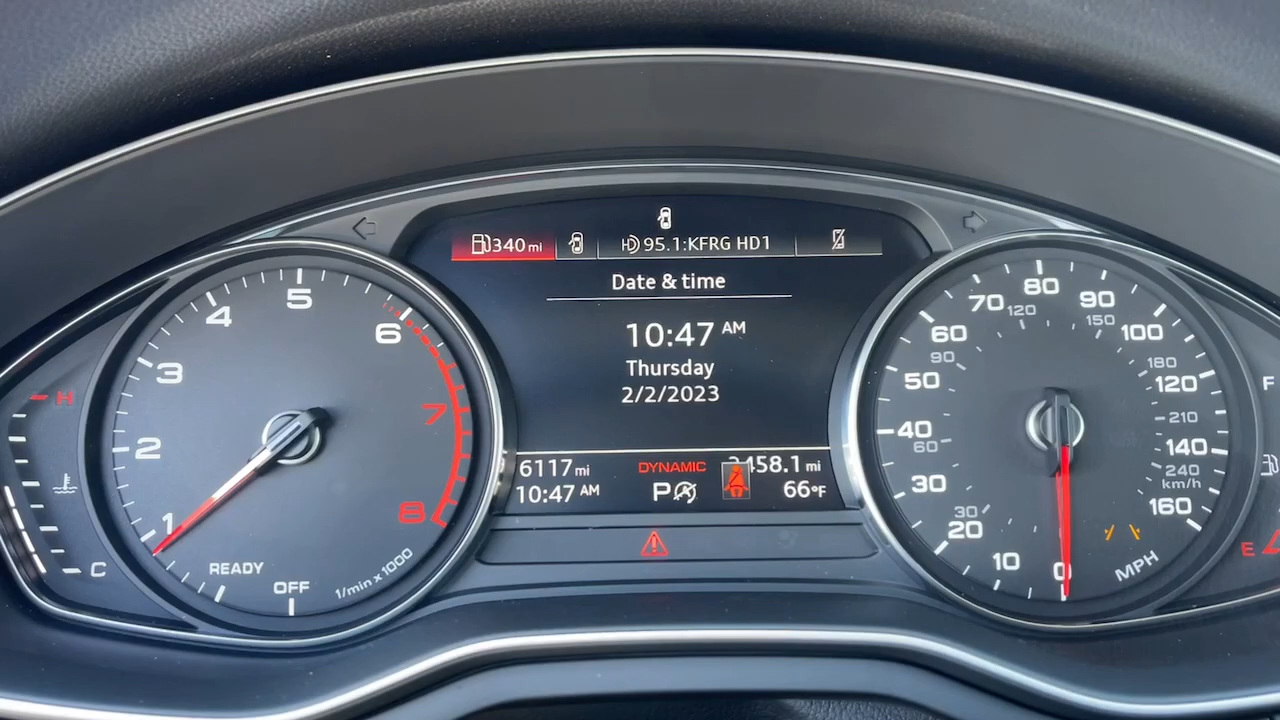 340 mi
95.1:KFRG HD1
Date & time
10:47 AM
Thursday
2/2/2023
6117 mi
DYNAMIC
458.1 mi
10:47 AM
P
66°F
1
2
3
4
5
6
7
8
READY
OFF
1/min x 1000
H
C
0
10
20
30
40
50
60
70
80
90
100
120
140
160
30
60
90
120
150
180
210
240
km/h
MPH
F
E